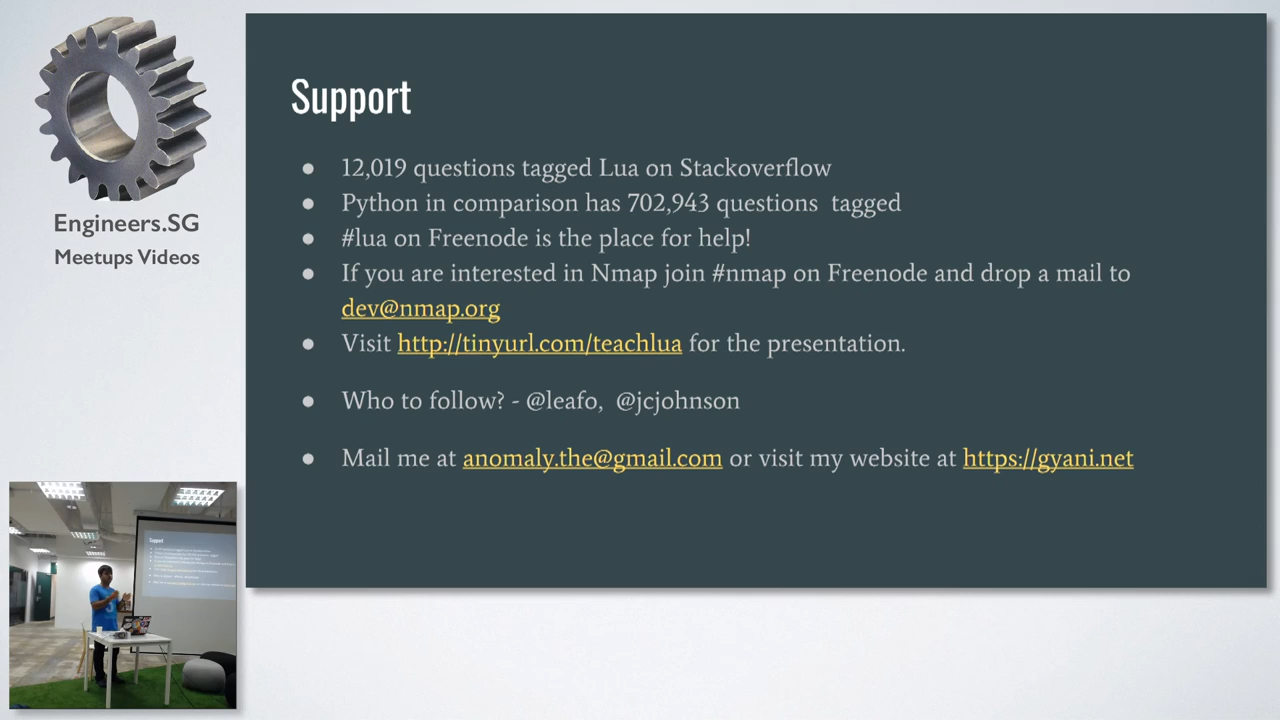 Engineers.SG
Meetups Videos
Support
● 12,019 questions tagged Lua on Stackoverflow
● Python in comparison has 702,943 questions  tagged
● #lua on Freenode is the place for help!
● If you are interested in Nmap join #nmap on Freenode and drop a mail to
dev@nmap.org
● Visit http://tinyurl.com/teachlua for the presentation.
● Who to follow? - @leafo,  @jcjohnson
● Mail me at anomaly.the@gmail.com or visit my website at https://gyani.net
Support